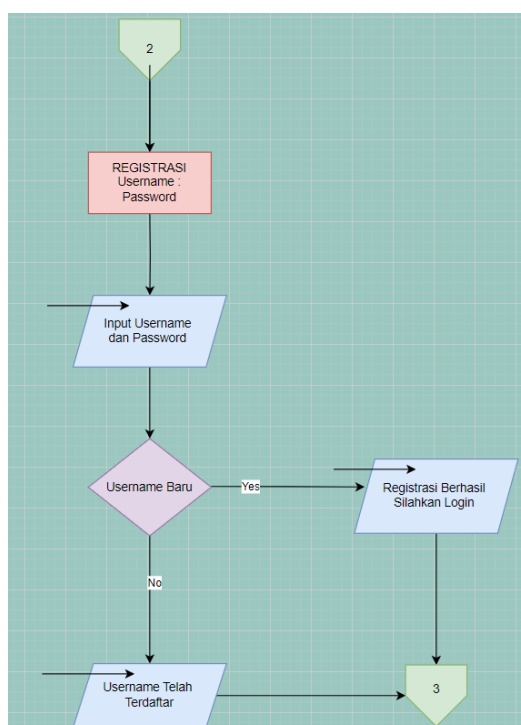 2
REGISTRASI
Username :
Password
Input Username
dan Password
Username Baru
Yes
Registrasi Berhasil
Silahkan Login
No
Username Telah
Terdaftar
3